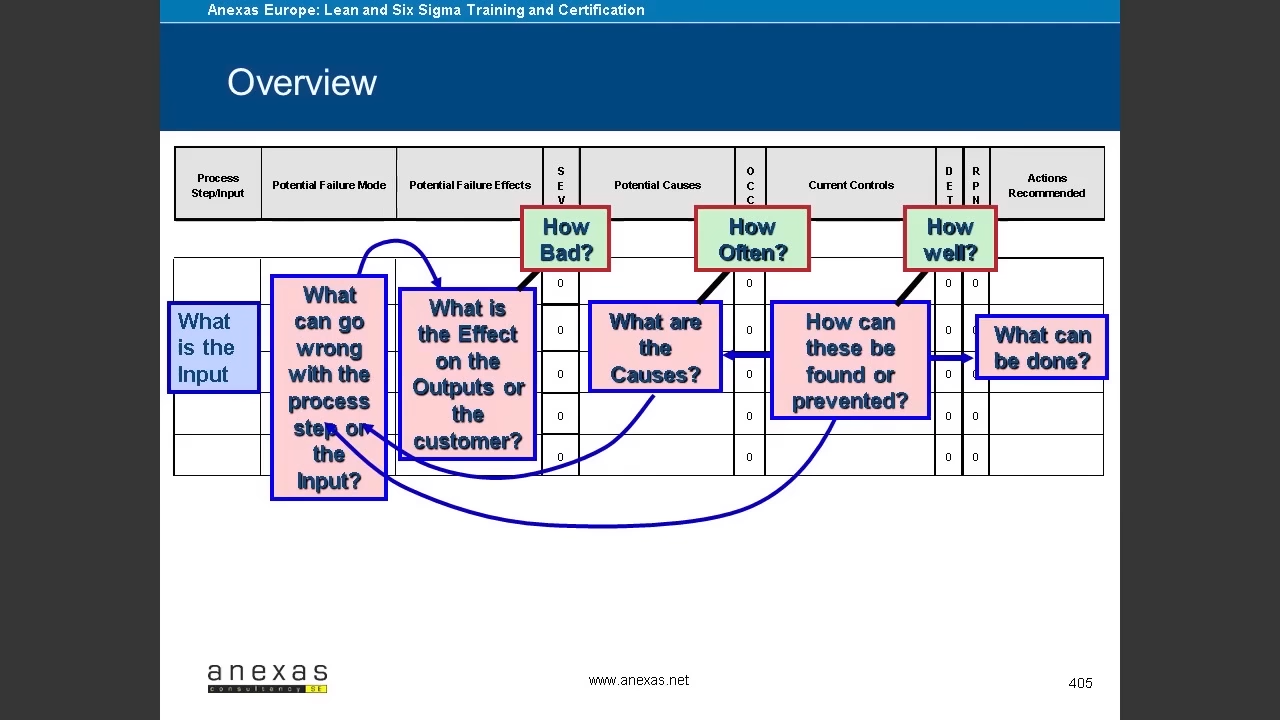 Anexas Europe: Lean and Six Sigma Training and Certification
Overview
Process
Step/Input
Potential Failure Mode
Potential Failure Effects
S
E
V
Potential Causes
O
C
C
Current Controls
D
E
T
R
P
N
Actions
Recommended
How
Bad?
How
Often?
How
well?
What
is the
Input
What
can go
wrong
with the
process
step or
the
Input?
What is
the Effect
on the
Outputs or
the
customer?
What are
the
Causes?
How can
these be
found or
prevented?
What can
be done?
0 0 0 0
0 0 0 0
0 0 0 0
0 0 0 0
0 0 0 0
anexas
consultancy SE
www.anexas.net
405